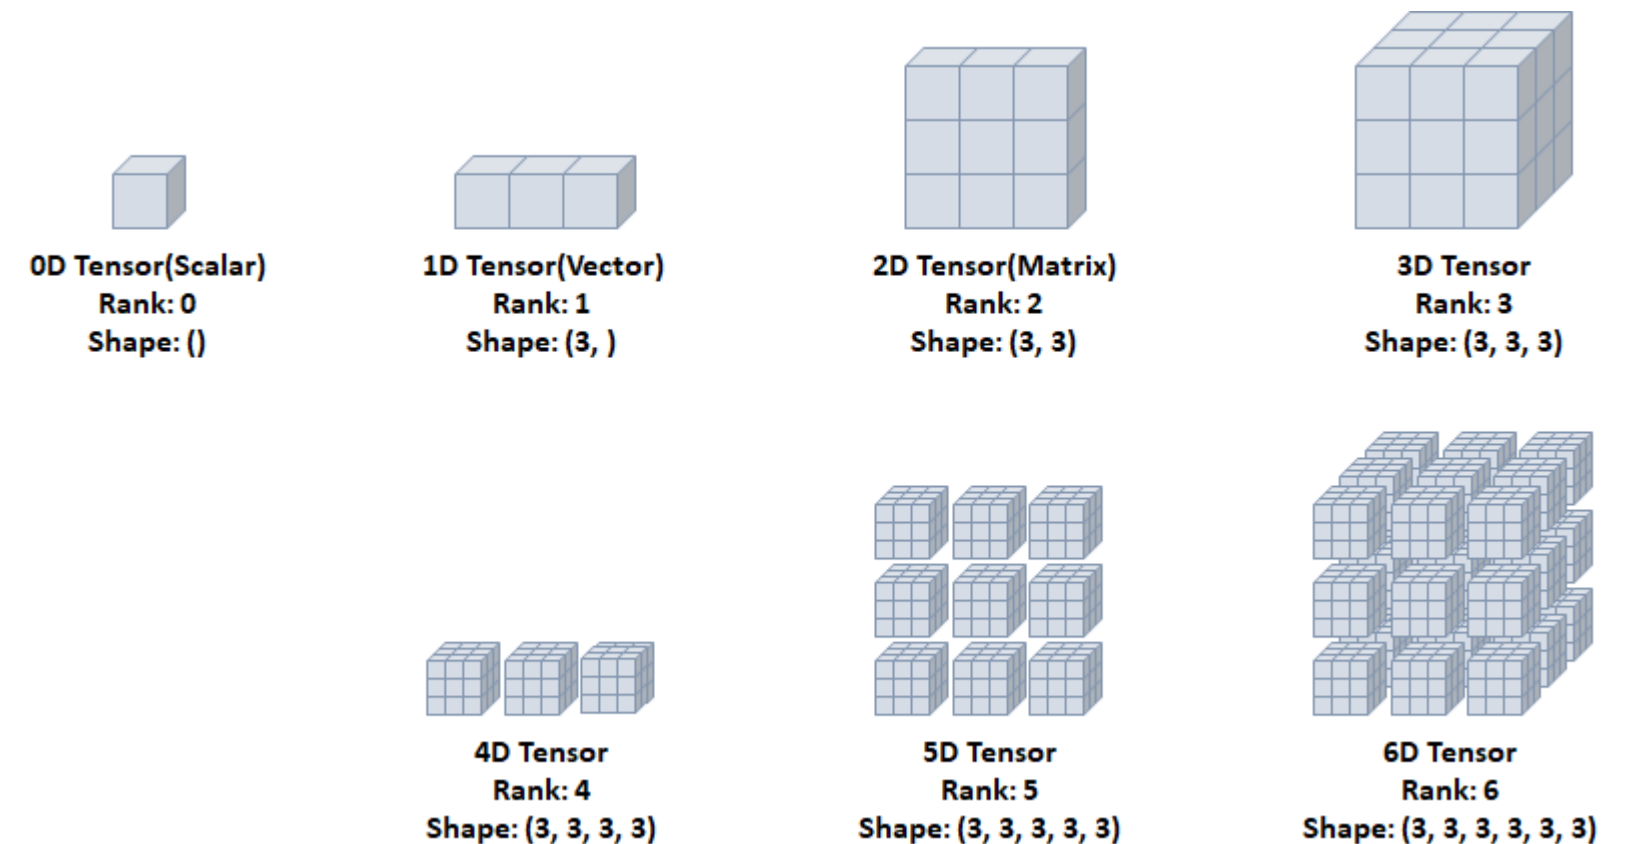 0D Tensor(Scalar)
Rank: 0
Shape: ()
1D Tensor(Vector)
Rank: 1
Shape: (3, )
2D Tensor(Matrix)
Rank: 2
Shape: (3, 3)
3D Tensor
Rank: 3
Shape: (3, 3, 3)
4D Tensor
Rank: 4
Shape: (3, 3, 3, 3)
5D Tensor
Rank: 5
Shape: (3, 3, 3, 3, 3)
6D Tensor
Rank: 6
Shape: (3, 3, 3, 3, 3, 3)